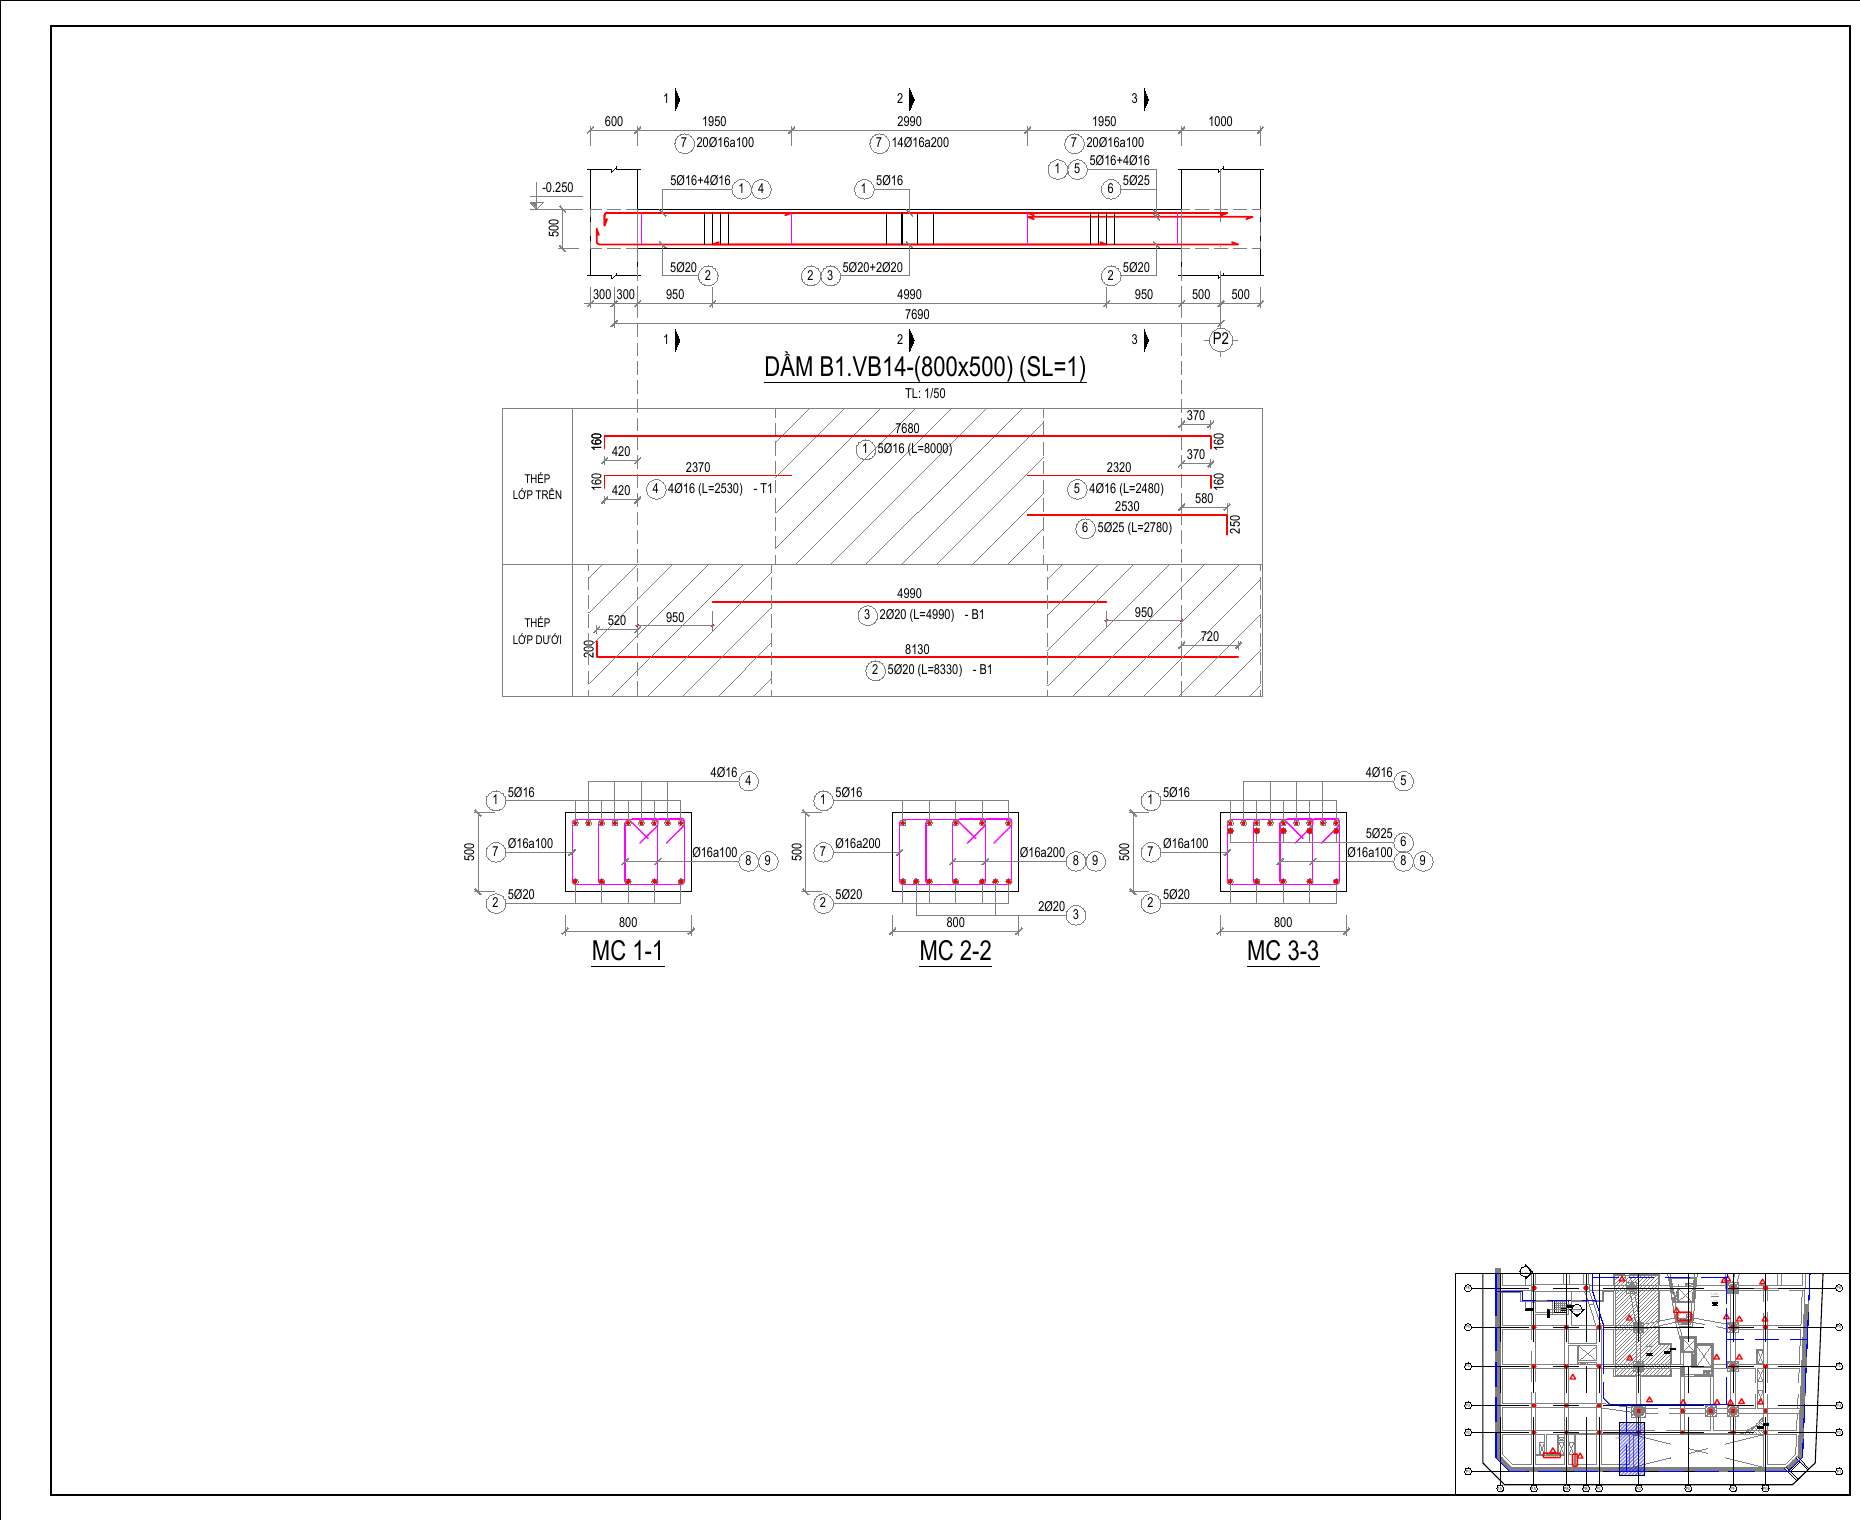 1 2 3
600 1950 2990 1950 1000
7 20Ø16a100 7 14Ø16a200 7 20Ø16a100
1 5 5Ø16+4Ø16
-0.250 5Ø16+4Ø16 1 4 1 5Ø16 6 5Ø25
500
5Ø20 2 2 3 5Ø20+2Ø20 2 5Ø20
300 300 950 4990 950 500 500
7690
1 2 3 P2
DẦM B1.VB14-(800x500) (SL=1)
TL: 1/50
THÉP
LỚP TRÊN
370
160 7680 160
1 5Ø16 (L=8000)
420 370
160 2370 2320 160
4 4Ø16 (L=2530) - T1 5 4Ø16 (L=2480)
420 580
2530 250
6 5Ø25 (L=2780)
THÉP
LỚP DƯỚI
4990
3 2Ø20 (L=4990) - B1
520 950 950
200 8130 720
2 5Ø20 (L=8330) - B1
4Ø16 4
1 5Ø16
500
7 Ø16a100
Ø16a100 8 9
2 5Ø20
800
MC 1-1
1 5Ø16
500
7 Ø16a200
Ø16a200 8 9
2 5Ø20
2Ø20 3
800
MC 2-2
4Ø16 5
1 5Ø16
500
5Ø25 6
7 Ø16a100
Ø16a100 8 9
2 5Ø20
800
MC 3-3